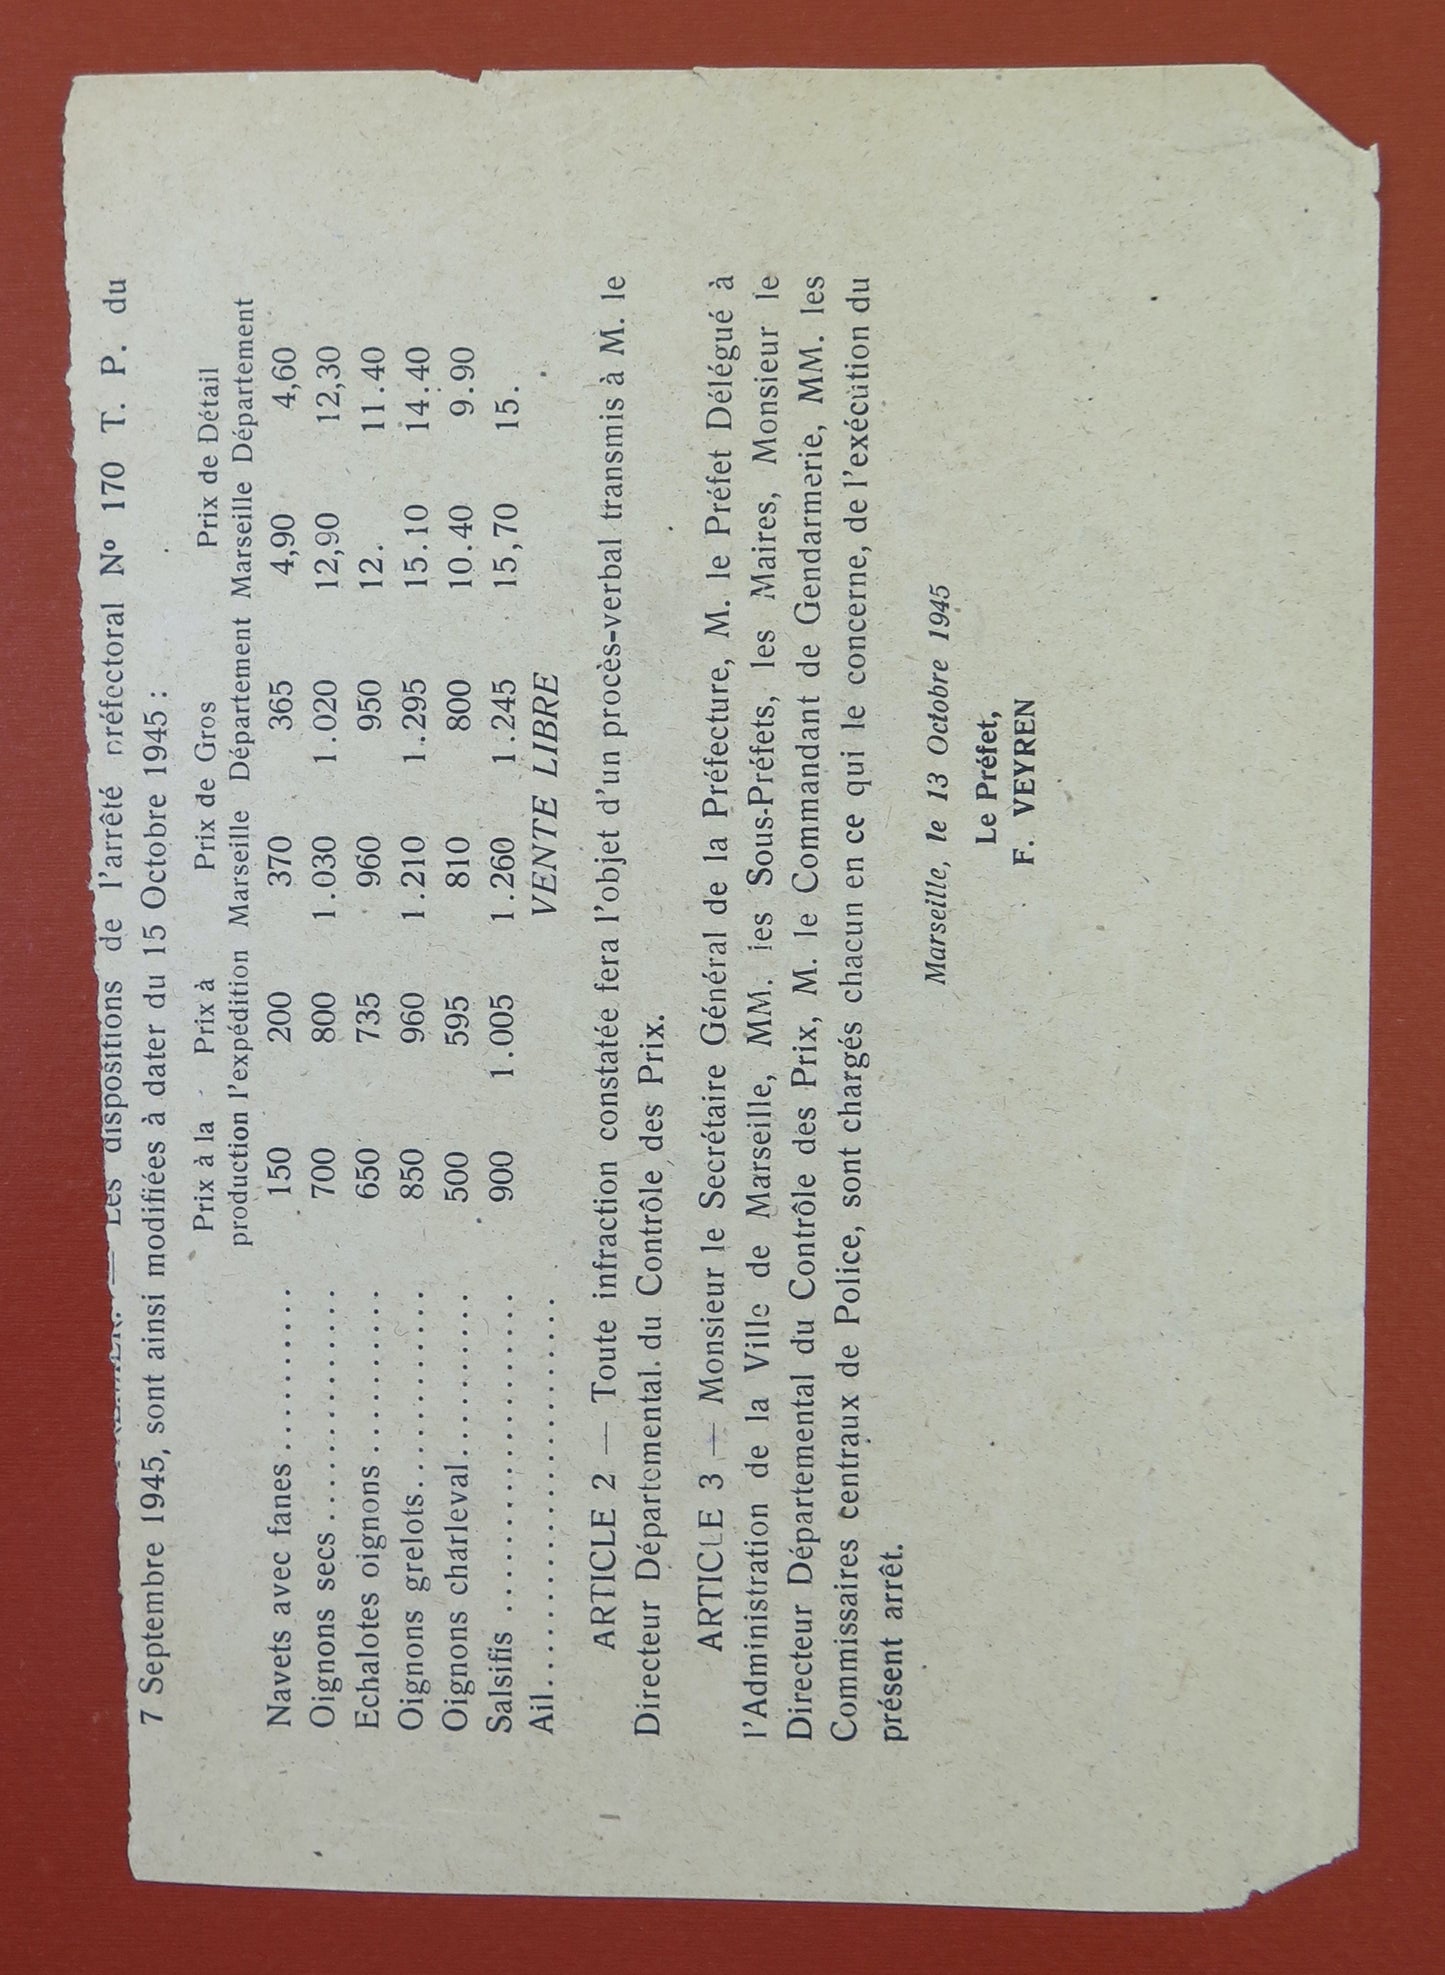 — Les dispositions de l'arrêté préfectoral Nº 170 T. P. du
7 Septembre 1945, sont ainsi modifiées à dater du 15 Octobre 1945 :
Prix à la Prix à Prix de Gros Prix de Détail
production l'expédition Marseille Département Marseille Département
Navets avec fanes.......... 150 200 370 365 4,90 4,60
Oignons secs.............. 700 800 1.030 1.020 12,90 12,30
Echalotes oignons........... 650 735 960 950 12. 11.40
Oignons grelots............. 850 960 1.210 1.295 15.10 14.40
Oignons charleval........... 500 595 810 800 10.40 9.90
Salsifis .................... 900 1.005 1.260 1.245 15,70 15.
Ail........................ VENTE LIBRE
ARTICLE 2 — Toute infraction constatée fera l'objet d'un procès-verbal transmis à M. le
Directeur Départemental du Contrôle des Prix.
ARTICLE 3 — Monsieur le Secrétaire Général de la Préfecture, M. le Préfet Délégué à
l'Administration de la Ville de Marseille, MM. les Sous-Préfets, les Maires, Monsieur le
Directeur Départemental du Contrôle des Prix, M. le Commandant de Gendarmerie, MM. les
Commissaires centraux de Police, sont chargés chacun en ce qui le concerne, de l'exécution du
présent arrêt.
Marseille, le 13 Octobre 1945
Le Préfet,
F. VEYREN